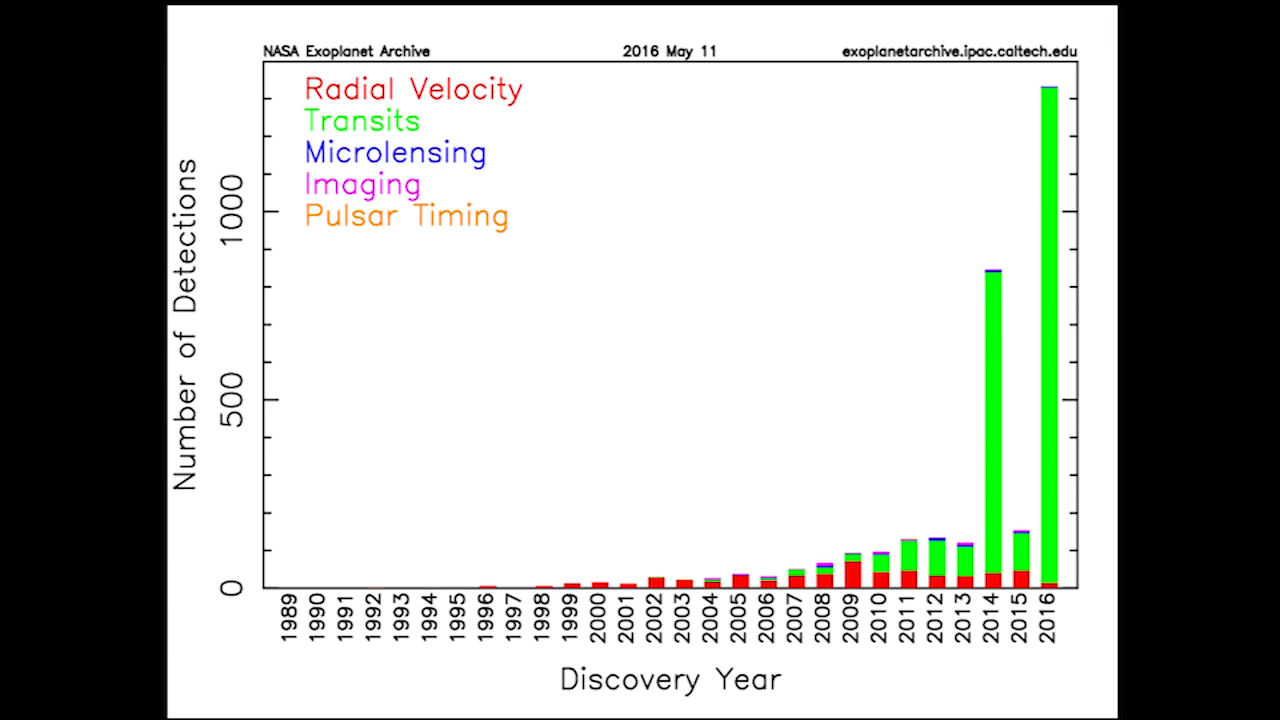 NASA Exoplanet Archive 2016 May 11 exoplanetarchive.ipac.caltech.edu
Radial Velocity
Transits
Microlensing
Imaging
Pulsar Timing
Number of Detections
1000
500
0
1989 1990 1991 1992 1993 1994 1995 1996 1997 1998 1999 2000 2001 2002 2003 2004 2005 2006 2007 2008 2009 2010 2011 2012 2013 2014 2015 2016
Discovery Year